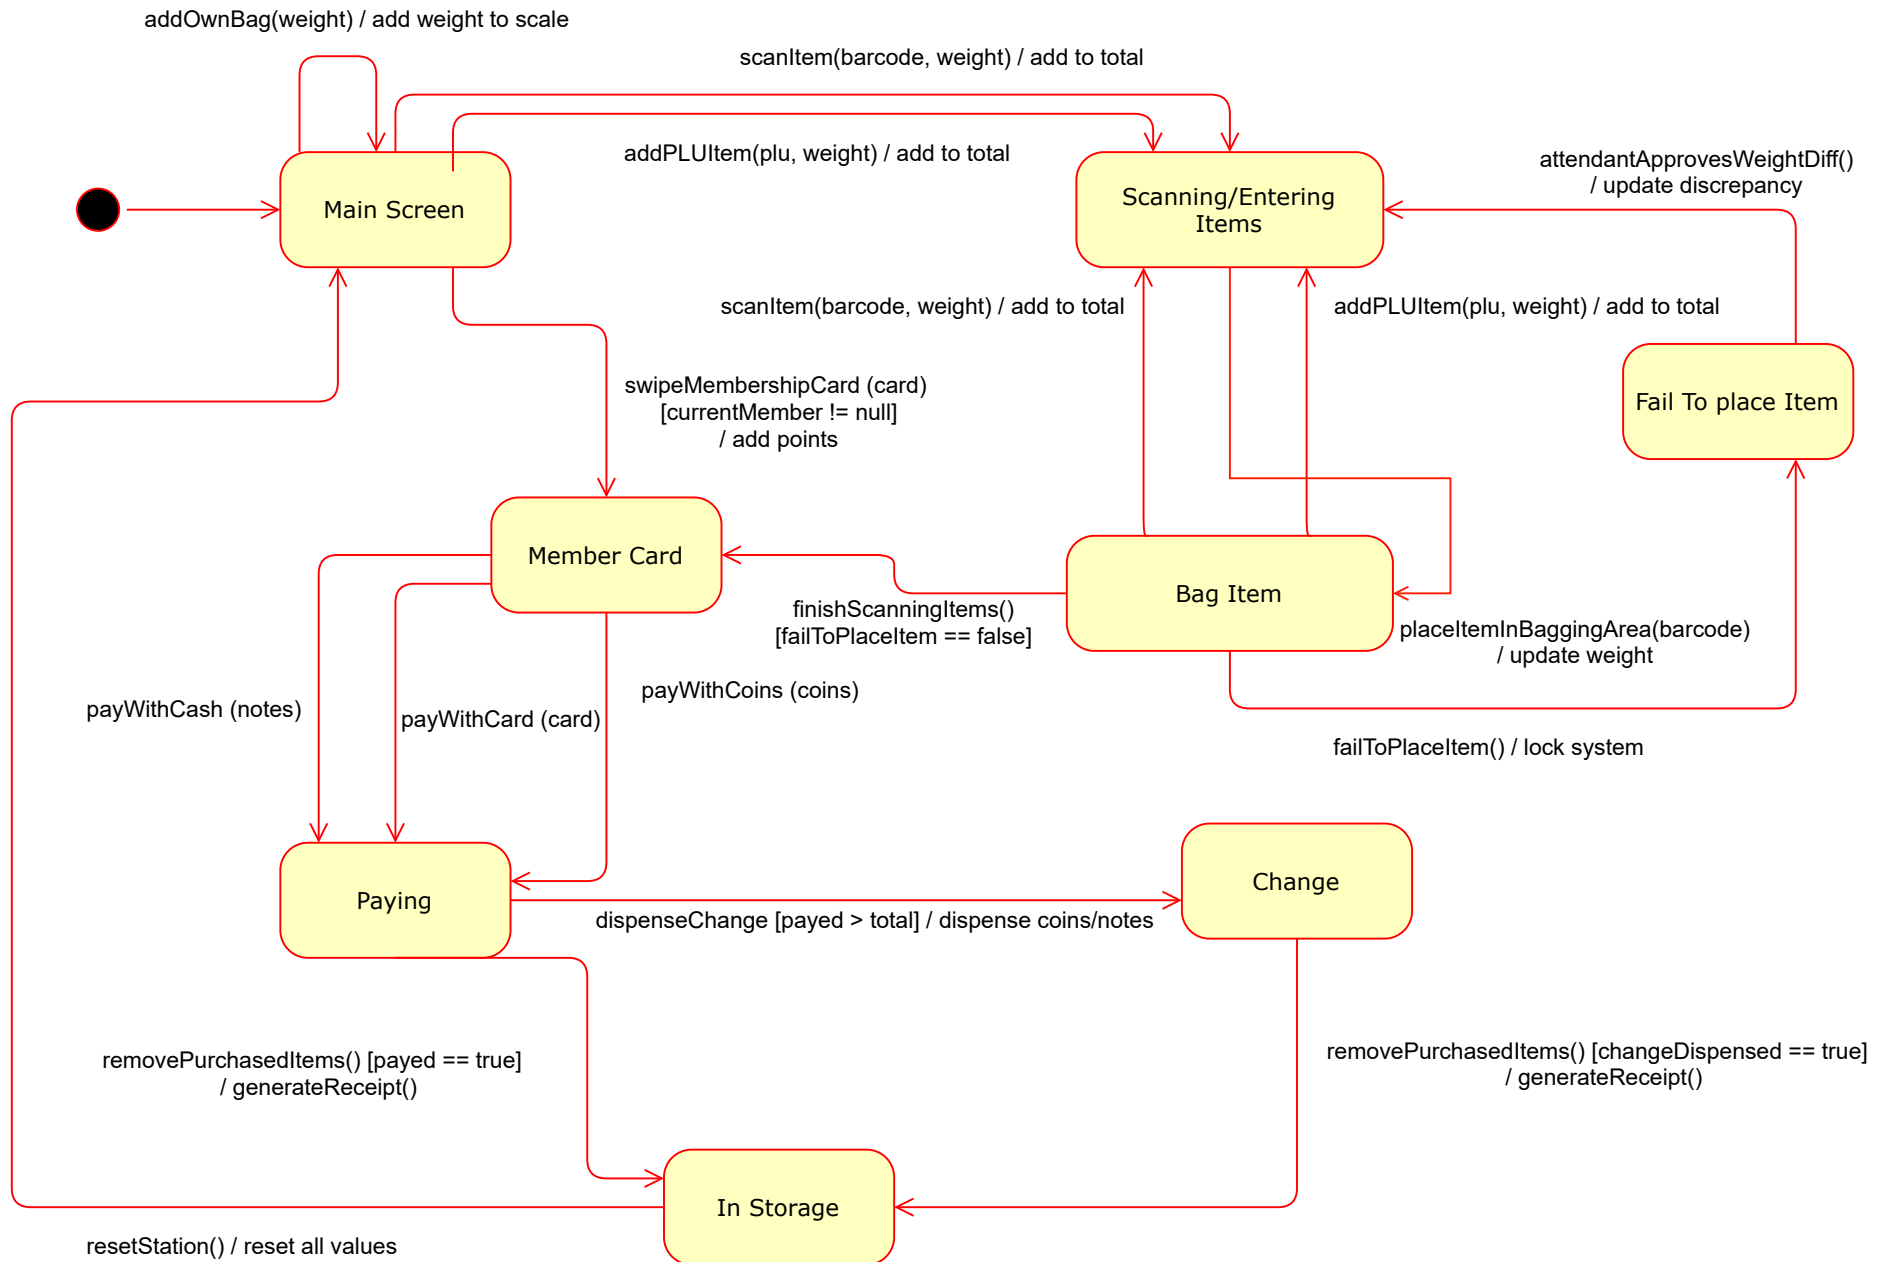 addOwnBag(weight) / add weight to scale
scanItem(barcode, weight) / add to total
addPLUItem(plu, weight) / add to total
attendantApprovesWeightDiff()
/ update discrepancy
Main Screen
Scanning/Entering
Items
scanItem(barcode, weight) / add to total
addPLUItem(plu, weight) / add to total
swipeMembershipCard (card)
[currentMember != null]
/ add points
Fail To place Item
Member Card
Bag Item
finishScanningItems()
[failToPlaceItem == false]
placeItemInBaggingArea(barcode)
/ update weight
payWithCash (notes)
payWithCard (card)
payWithCoins (coins)
failToPlaceItem() / lock system
Paying
Change
dispenseChange [payed > total] / dispense coins/notes
removePurchasedItems() [payed == true]
/ generateReceipt()
removePurchasedItems() [changeDispensed == true]
/ generateReceipt()
In Storage
resetStation() / reset all values